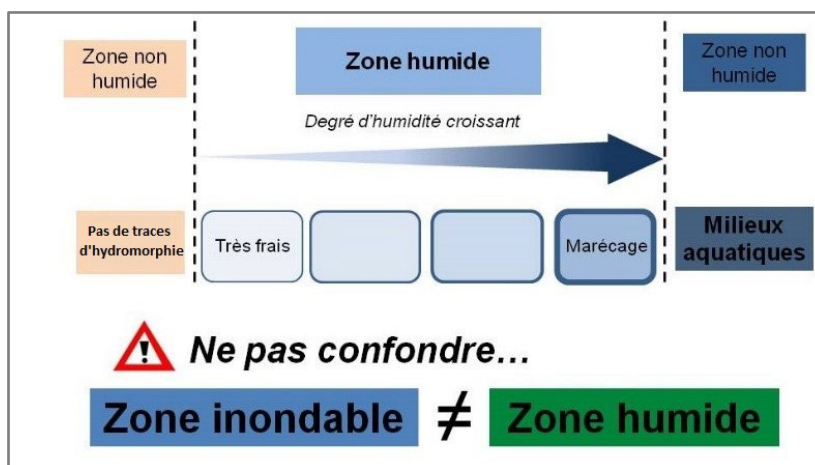 Zone non
humide
Zone humide
Zone non
humide
Degré d'humidité croissant
Pas de traces
d'hydromorphie
Très frais
Marécage
Milieux
aquatiques
Ne pas confondre...
Zone inondable ≠ Zone humide